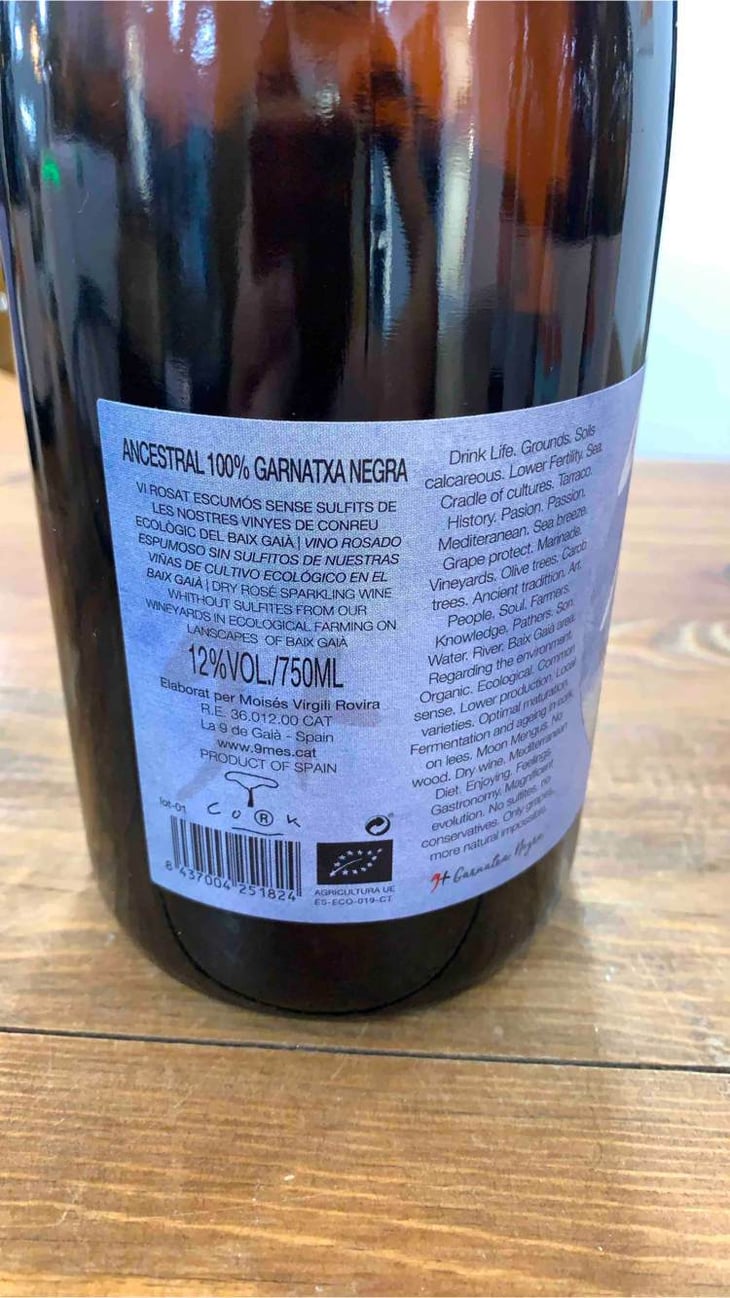 ANCESTRAL 100% GARNATXA NEGRA
VI ROSAT ESCUMÓS SENSE SULFITS DE
LES NOSTRES VINYES DE CONREU
ECOLÒGIC DEL BAIX GAIÀ | VINO ROSADO
ESPUMOSO SIN SULFITOS DE NUESTRAS
VIÑAS DE CULTIVO ECOLÓGICO EN EL
BAIX GAIÀ | DRY ROSÉ SPARKLING WINE
WHITHOUT SULFITES FROM OUR
WINEYARDS IN ECOLOGICAL FARMING ON
LANSCAPES OF BAIX GAIÀ
12%VOL./750ML
Elaborat per Moisés Virgili Rovira
R.E. 36.012.00 CAT
La 9 de Gaià - Spain
www.9mes.cat
PRODUCT OF SPAIN
lot-01
CO®K
8 437004 251824
AGRICULTURA UE
ES-ECO-019-CT
Drink Life. Grounds. Soils
calcareous. Lower Fertility. Sea.
Cradle of cultures. Tarraco.
History. Pasion. Passion.
Mediteranean. Sea breeze.
Grape protect. Marinade.
Vineyards. Olive trees. Carob
trees. Ancient tradition. Art.
People. Soul. Farmers.
Knowledge. Pathers. Son.
Water. River. Baix Gaià area.
Regarding the environment.
Organic. Ecological. Common
sense. Lower production. Local
varieties. Optimal maturation.
Fermentation and ageing in cork
on lees. Moon Mengus. No
wood. Dry wine. Mediterranean
Diet. Enjoying. Feelings.
Gastronomy. Magnificent
evolution. No sulfites, no
conservatives. Only grapes,
more natural impossible.
9+ Garnatxa Negra